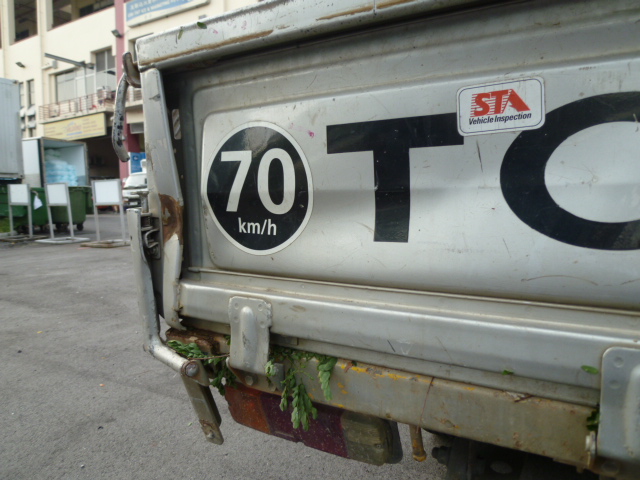 70
km/h
TO
STA
Vehicle Inspection